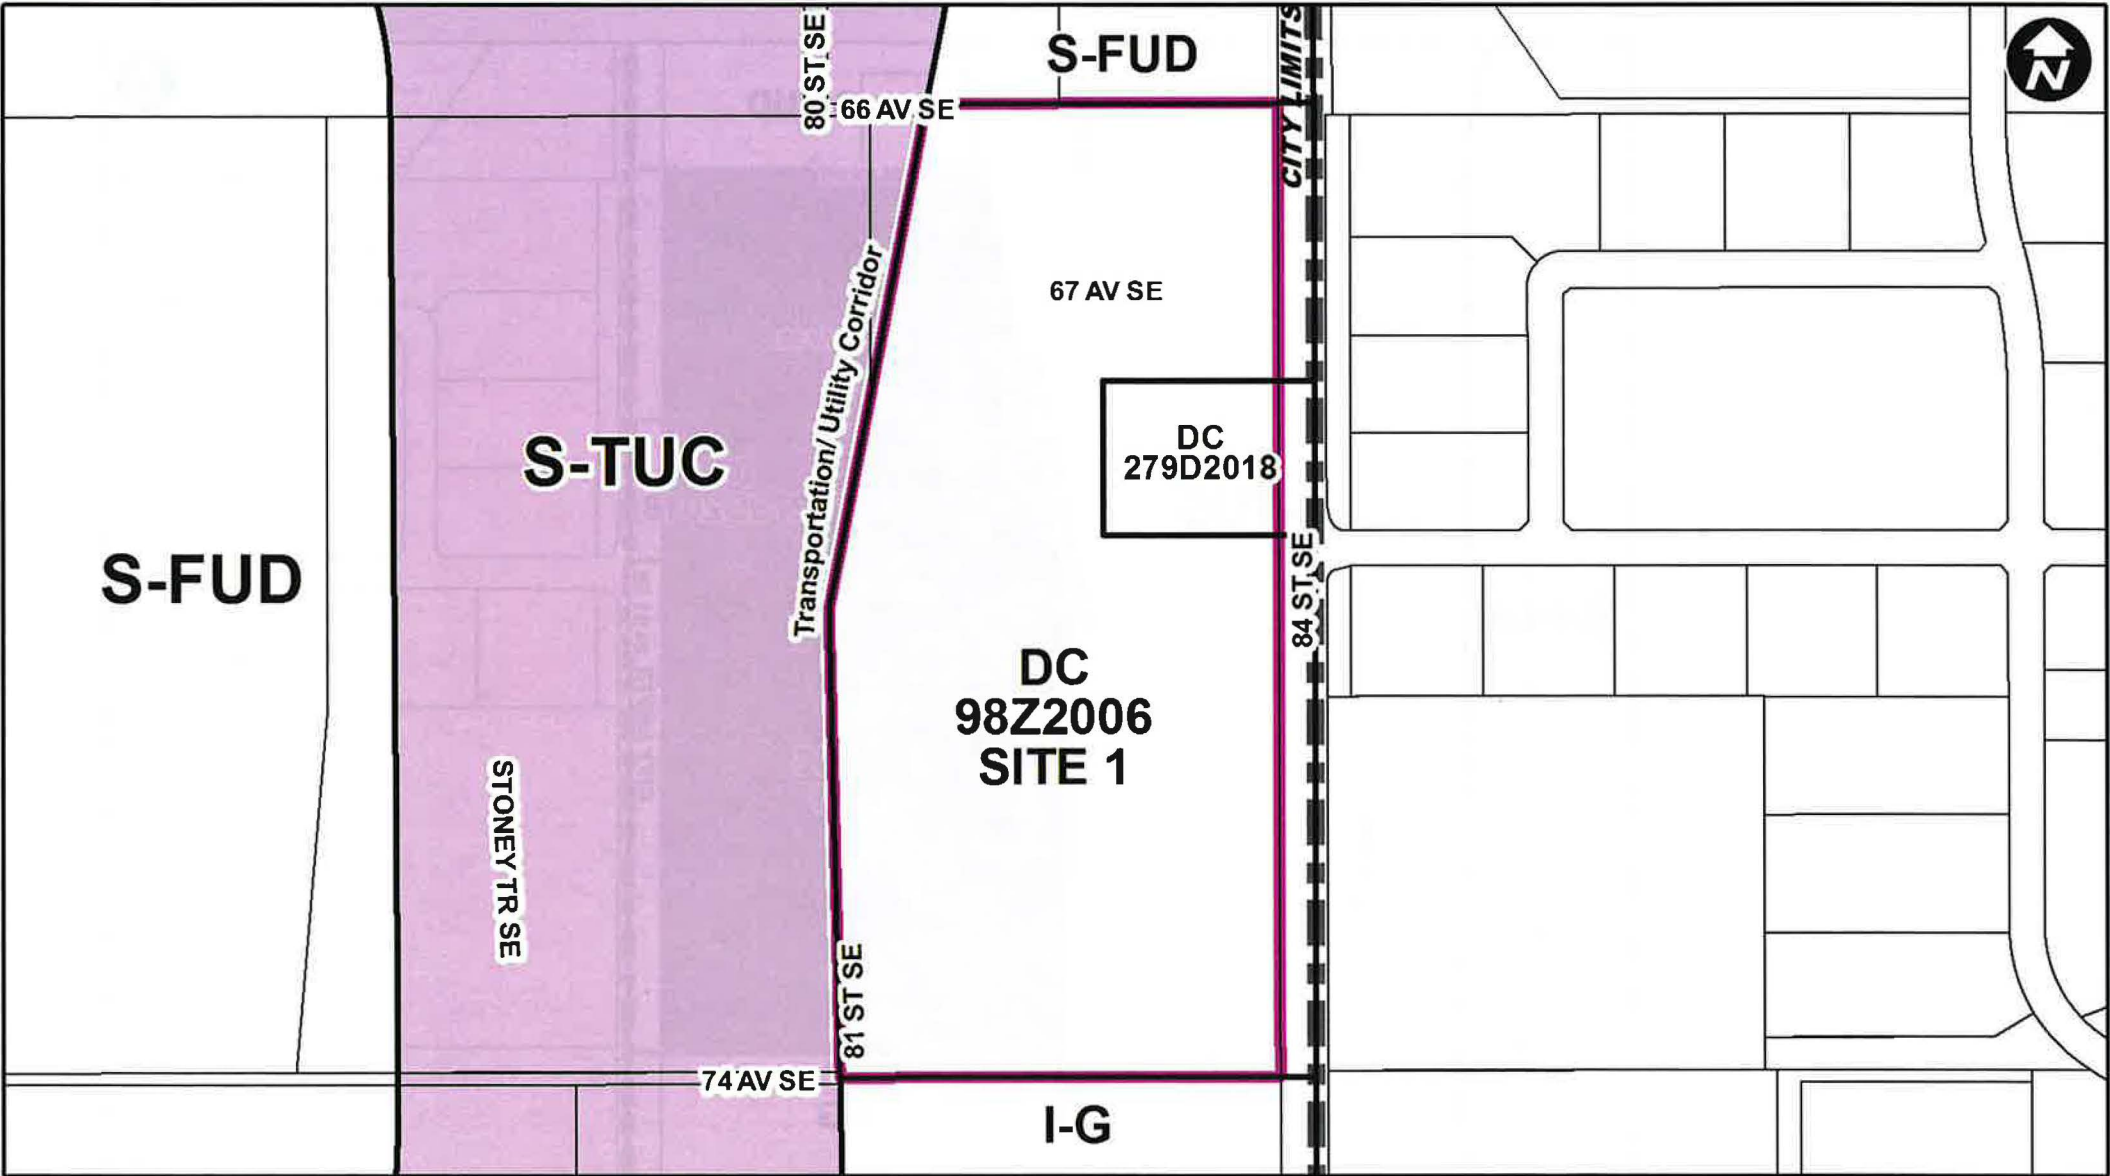 80 ST SE
S-FUD
CITY LIMITS
N
66 AV SE
67 AV SE
Transportation/ Utility Corridor
DC
279D2018
S-TUC
S-FUD
84 ST SE
DC
98Z2006
SITE 1
STONEY TR SE
81 ST SE
74 AV SE
I-G